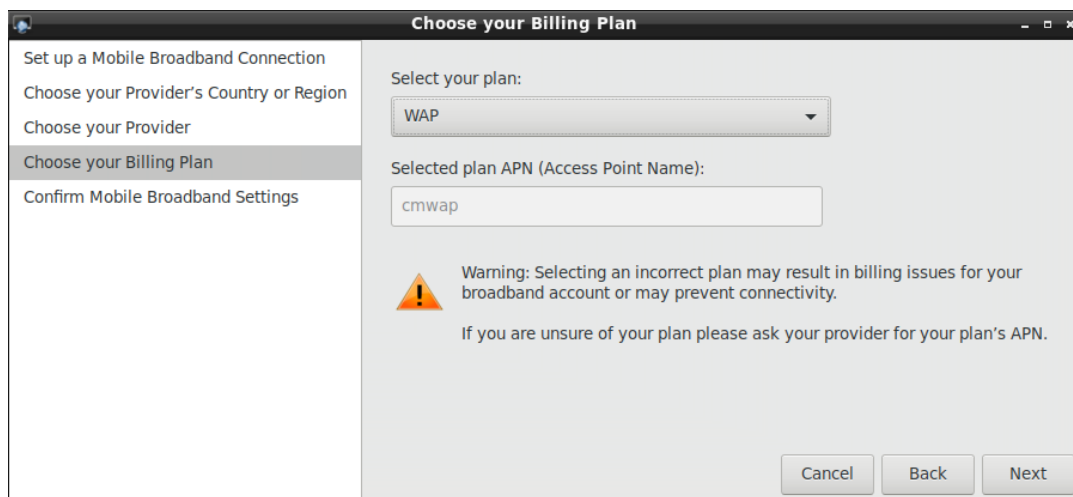 Choose your Billing Plan
Set up a Mobile Broadband Connection
Choose your Provider’s Country or Region
Choose your Provider
Choose your Billing Plan
Confirm Mobile Broadband Settings
Select your plan:
WAP
Selected plan APN (Access Point Name):
cmwap
Warning: Selecting an incorrect plan may result in billing issues for your
broadband account or may prevent connectivity.
If you are unsure of your plan please ask your provider for your plan’s APN.
Cancel Back Next